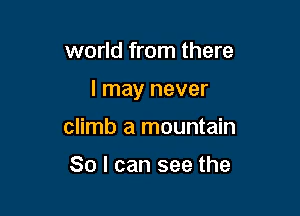 world from there
I may never
climb a mountain
So I can see the